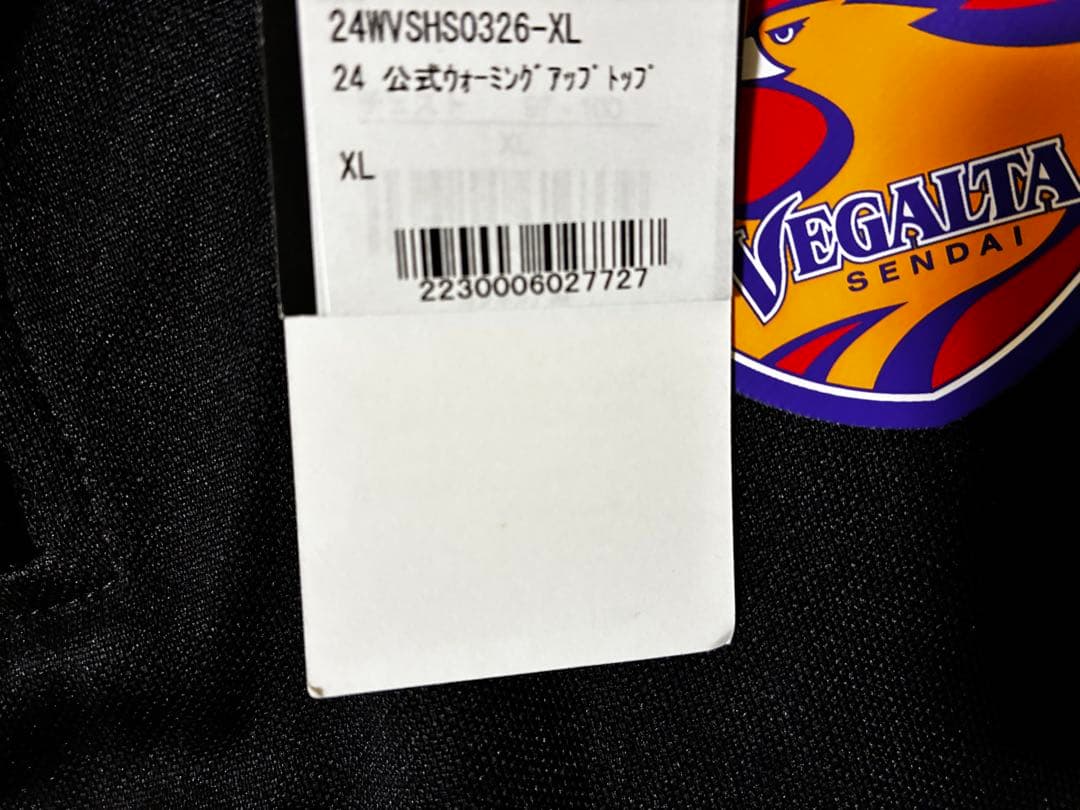 24WVSHS0326-XL
24 公式ｳｫｰﾐﾝｸﾞｱｯﾌﾟﾄｯﾌﾟ
XL
2230006027727
VEGALTA
SENDAI